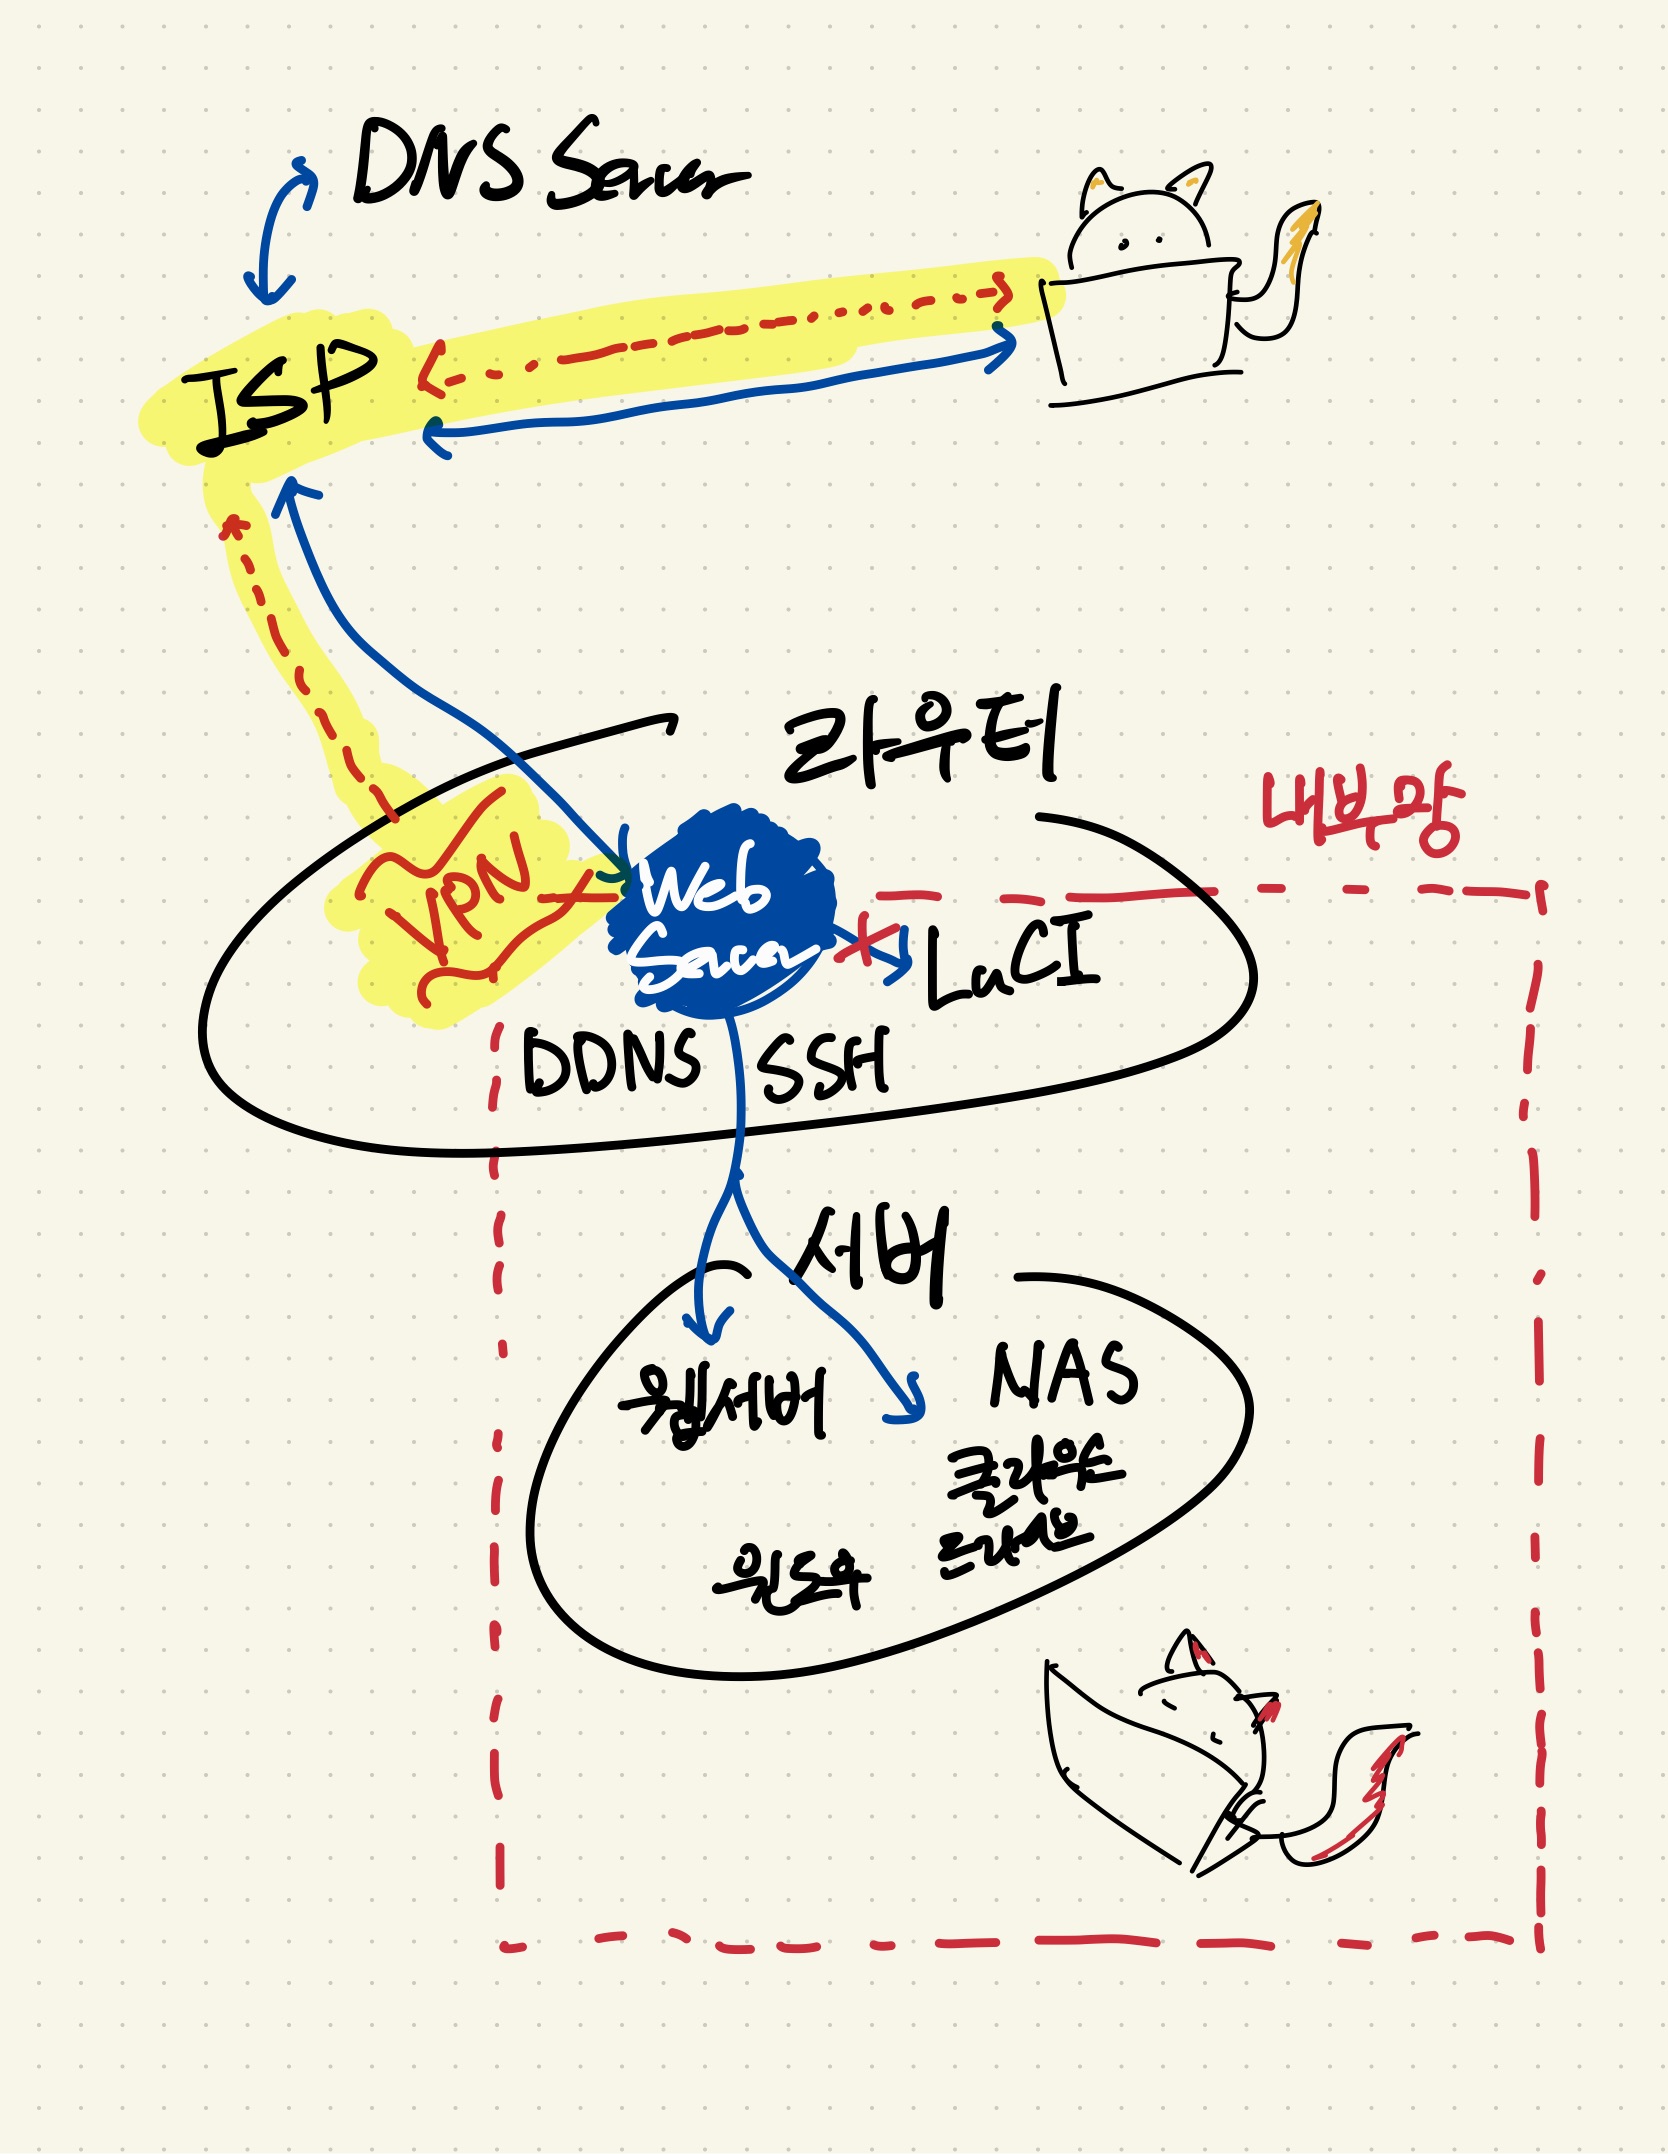 DNS Server
ISP
라우터
내부망
VPN
Web
Server
LuCI
DDNS
SSH
서버
웹서버
NAS
클라우드
드라이브
윈도우